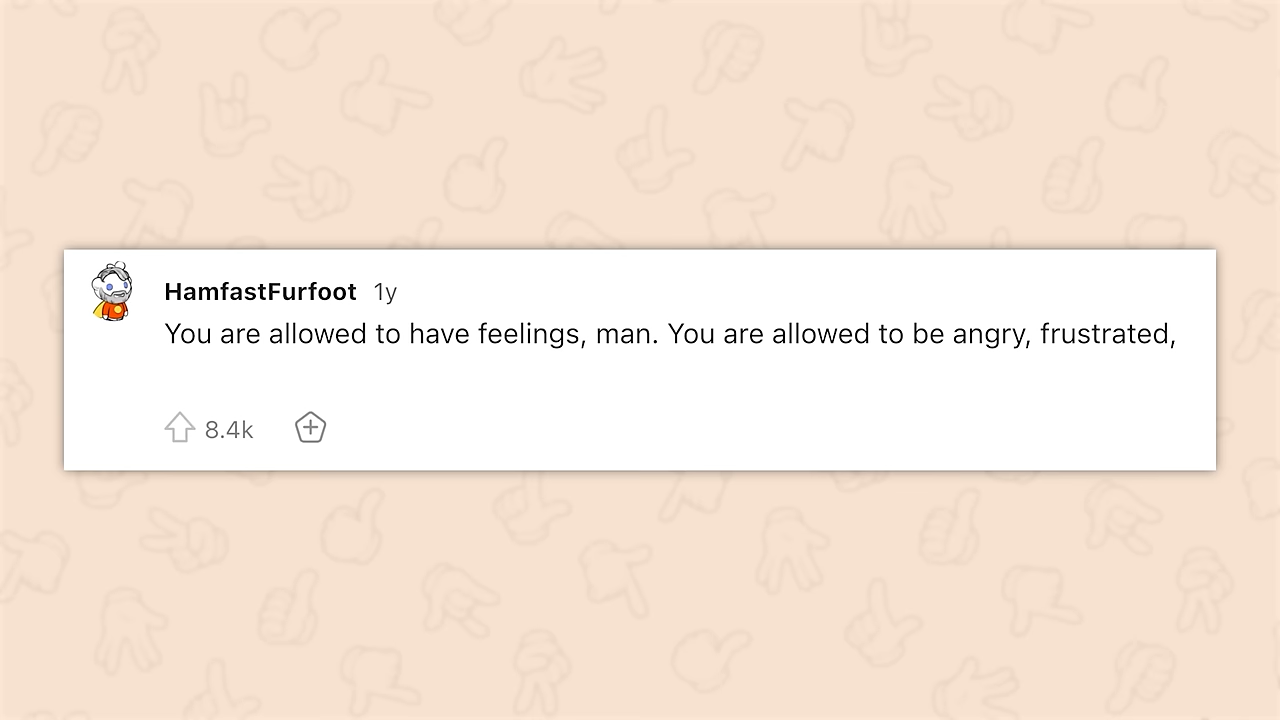 HamfastFurfoot 1y
You are allowed to have feelings, man. You are allowed to be angry, frustrated,
8.4k